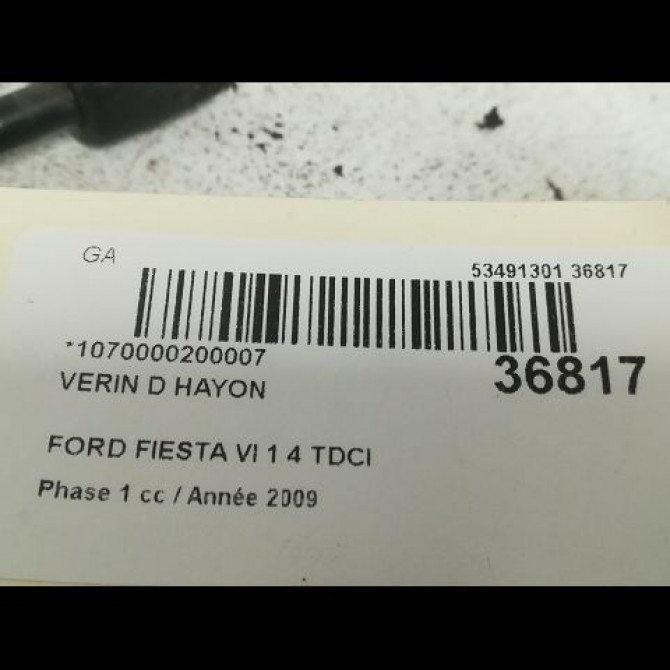 GA
53491301 36817
*1070000200007
36817
VERIN D HAYON
FORD FIESTA VI 1 4 TDCI
Phase 1 cc / Année 2009